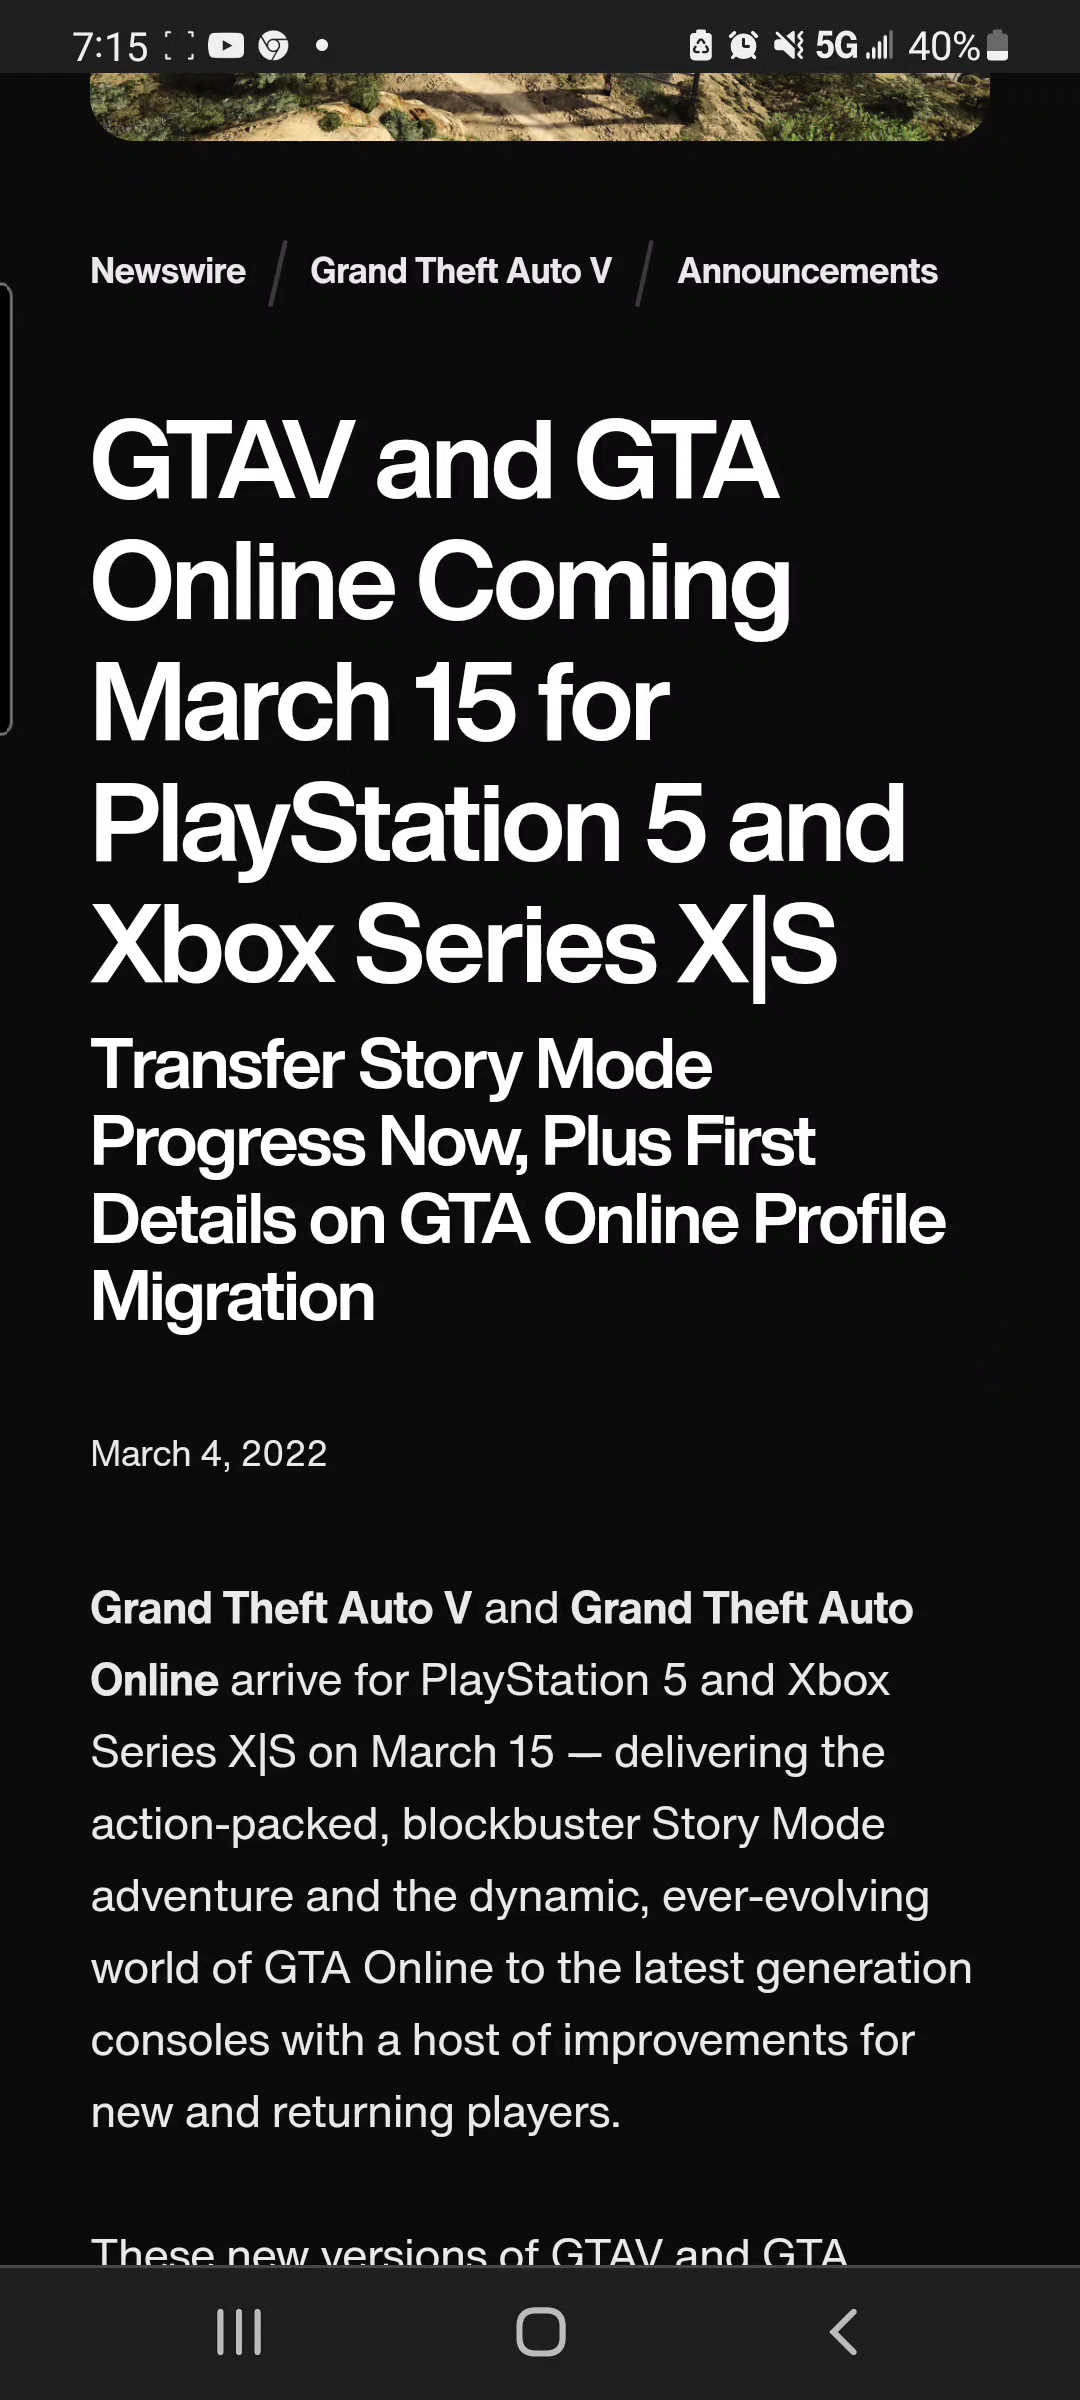 7:15 5G 40%
Newswire / Grand Theft Auto V / Announcements
GTAV and GTA
Online Coming
March 15 for
PlayStation 5 and
Xbox Series X|S
Transfer Story Mode
Progress Now, Plus First
Details on GTA Online Profile
Migration
March 4, 2022
Grand Theft Auto V and Grand Theft Auto
Online arrive for PlayStation 5 and Xbox
Series X|S on March 15 — delivering the
action-packed, blockbuster Story Mode
adventure and the dynamic, ever-evolving
world of GTA Online to the latest generation
consoles with a host of improvements for
new and returning players.
These new versions of GTAV and GTA